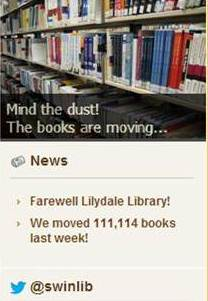 Mind the dust!
The books are moving...
News
› Farewell Lilydale Library!
› We moved 111,114 books
last week!
@swinlib